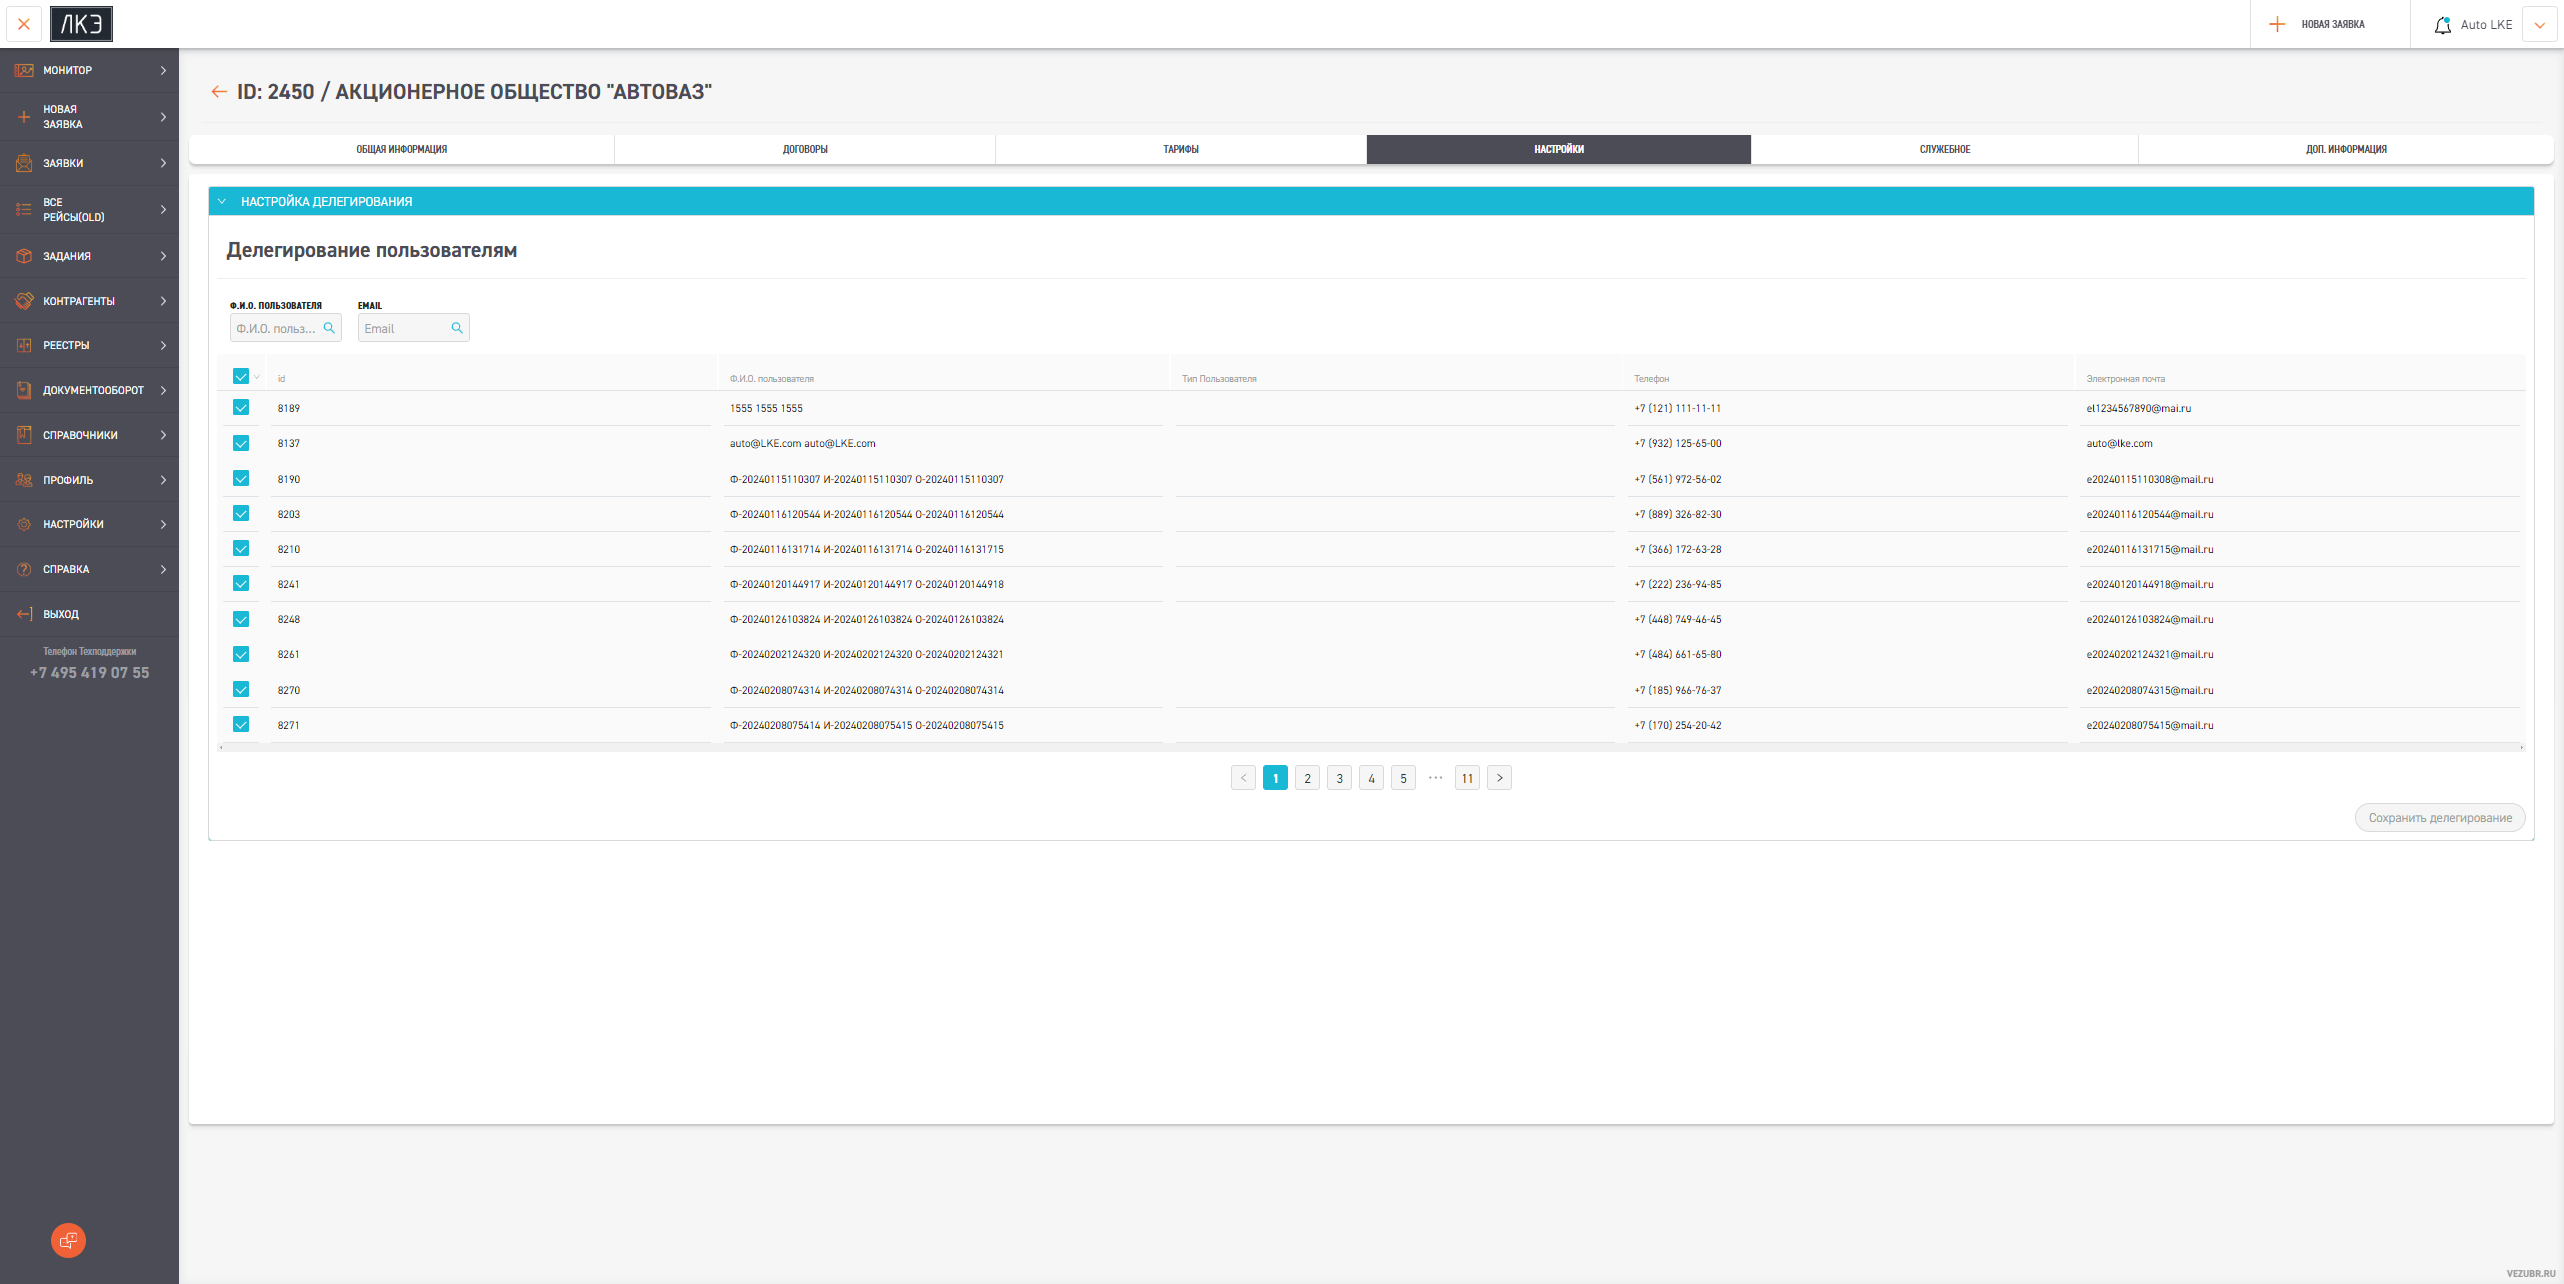 ЛКЭ
НОВАЯ ЗАЯВКА
Auto LKE
МОНИТОР
НОВАЯ
ЗАЯВКА
ЗАЯВКИ
ВСЕ
РЕЙСЫ(OLD)
ЗАДАНИЯ
КОНТРАГЕНТЫ
РЕЕСТРЫ
ДОКУМЕНТООБОРОТ
СПРАВОЧНИКИ
ПРОФИЛЬ
НАСТРОЙКИ
СПРАВКА
ВЫХОД
Телефон Техподдержки
+7 495 419 07 55
ID: 2450 / АКЦИОНЕРНОЕ ОБЩЕСТВО "АВТОВАЗ"
ОБЩАЯ ИНФОРМАЦИЯ ДОГОВОРЫ ТАРИФЫ НАСТРОЙКИ СЛУЖЕБНОЕ ДОП. ИНФОРМАЦИЯ
НАСТРОЙКА ДЕЛЕГИРОВАНИЯ
Делегирование пользователям
Ф.И.О. ПОЛЬЗОВАТЕЛЯ EMAIL
Ф.И.О. польз... Email
id Ф.И.О. пользователя Тип Пользователя Телефон Электронная почта
8189 1555 1555 1555 +7 (121) 111-11-11 el1234567890@mai.ru
8137 auto@LKE.com auto@LKE.com +7 (932) 125-65-00 auto@lke.com
8190 Ф-20240115110307 И-20240115110307 О-20240115110307 +7 (561) 972-56-02 e20240115110308@mail.ru
8203 Ф-20240116120544 И-20240116120544 О-20240116120544 +7 (889) 326-82-30 e20240116120544@mail.ru
8210 Ф-20240116131714 И-20240116131714 О-20240116131715 +7 (366) 172-63-28 e20240116131715@mail.ru
8241 Ф-20240120144917 И-20240120144917 О-20240120144918 +7 (222) 236-94-85 e20240120144918@mail.ru
8248 Ф-20240126103824 И-20240126103824 О-20240126103824 +7 (448) 749-46-45 e20240126103824@mail.ru
8261 Ф-20240202124320 И-20240202124320 О-20240202124321 +7 (484) 661-65-80 e20240202124321@mail.ru
8270 Ф-20240208074314 И-20240208074314 О-20240208074314 +7 (185) 966-76-37 e20240208074315@mail.ru
8271 Ф-20240208075414 И-20240208075415 О-20240208075415 +7 (170) 254-20-42 e20240208075415@mail.ru
1 2 3 4 5 ••• 11
Сохранить делегирование
VEZUBR.RU